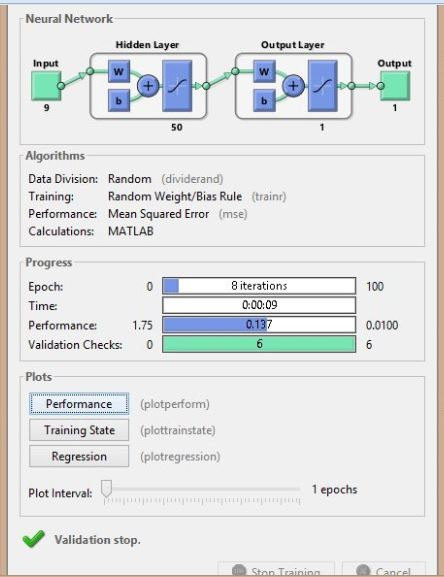 Neural Network
Hidden Layer
Output Layer
Input
W
b
+
W
b
+
Output
9
50
1
1
Algorithms
Data Division: Random (dividerand)
Training: Random Weight/Bias Rule (trainr)
Performance: Mean Squared Error (mse)
Calculations: MATLAB
Progress
Epoch: 0 8 iterations 100
Time: 0:00:09
Performance: 1.75 0.137 0.0100
Validation Checks: 0 6 6
Plots
Performance (plotperform)
Training State (plottrainstate)
Regression (plotregression)
Plot Interval: 1 epochs
Validation stop.
Stop Training Cancel